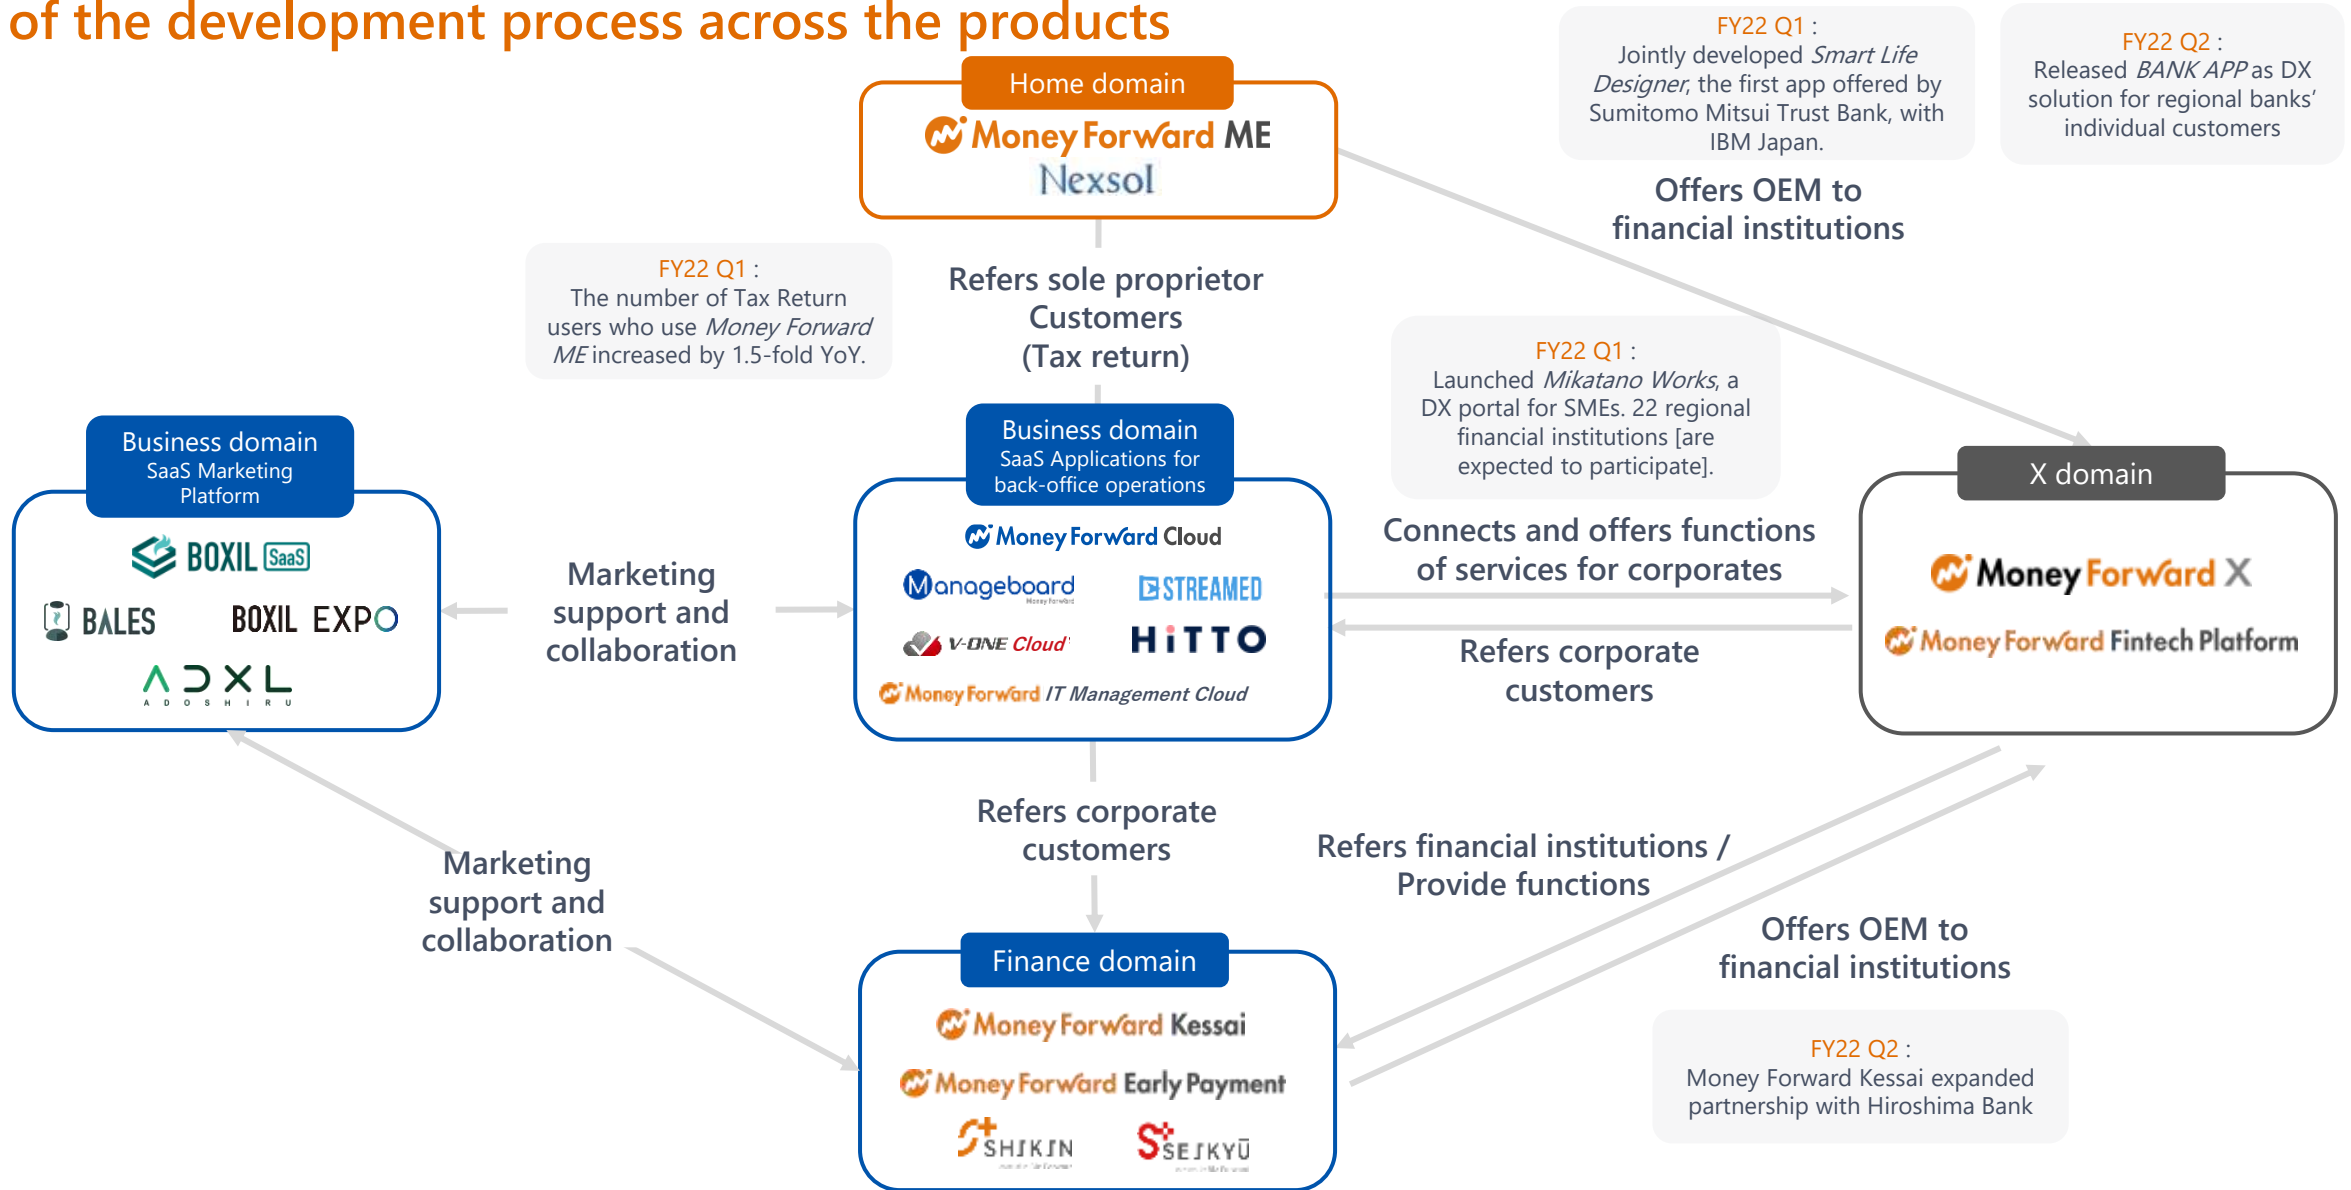 of the development process across the products
FY22 Q1 :
Jointly developed Smart Life
Designer, the first app offered by
Sumitomo Mitsui Trust Bank, with
IBM Japan.
FY22 Q2 :
Released BANK APP as DX
solution for regional banks'
individual customers
Home domain
Money Forward ME
Nexsol
Offers OEM to
financial institutions
FY22 Q1 :
The number of Tax Return
users who use Money Forward
ME increased by 1.5-fold YoY.
Refers sole proprietor
Customers
(Tax return)
FY22 Q1 :
Launched Mikatano Works, a
DX portal for SMEs. 22 regional
financial institutions [are
expected to participate].
Business domain
SaaS Marketing
Platform
BOXIL SaaS
BALES
BOXIL EXPO
ADXL
ADOSHIRU
Marketing
support and
collaboration
Business domain
SaaS Applications for
back-office operations
Money Forward Cloud
Manageboard
Money Forward
STREAMED
V-ONE Cloud
HiTTO
Money Forward IT Management Cloud
Connects and offers functions
of services for corporates
Refers corporate
customers
X domain
Money Forward X
Money Forward Fintech Platform
Refers corporate
customers
Marketing
support and
collaboration
Refers financial institutions /
Provide functions
Offers OEM to
financial institutions
Finance domain
Money Forward Kessai
Money Forward Early Payment
SHIKIN
SEIKYŪ
FY22 Q2 :
Money Forward Kessai expanded
partnership with Hiroshima Bank